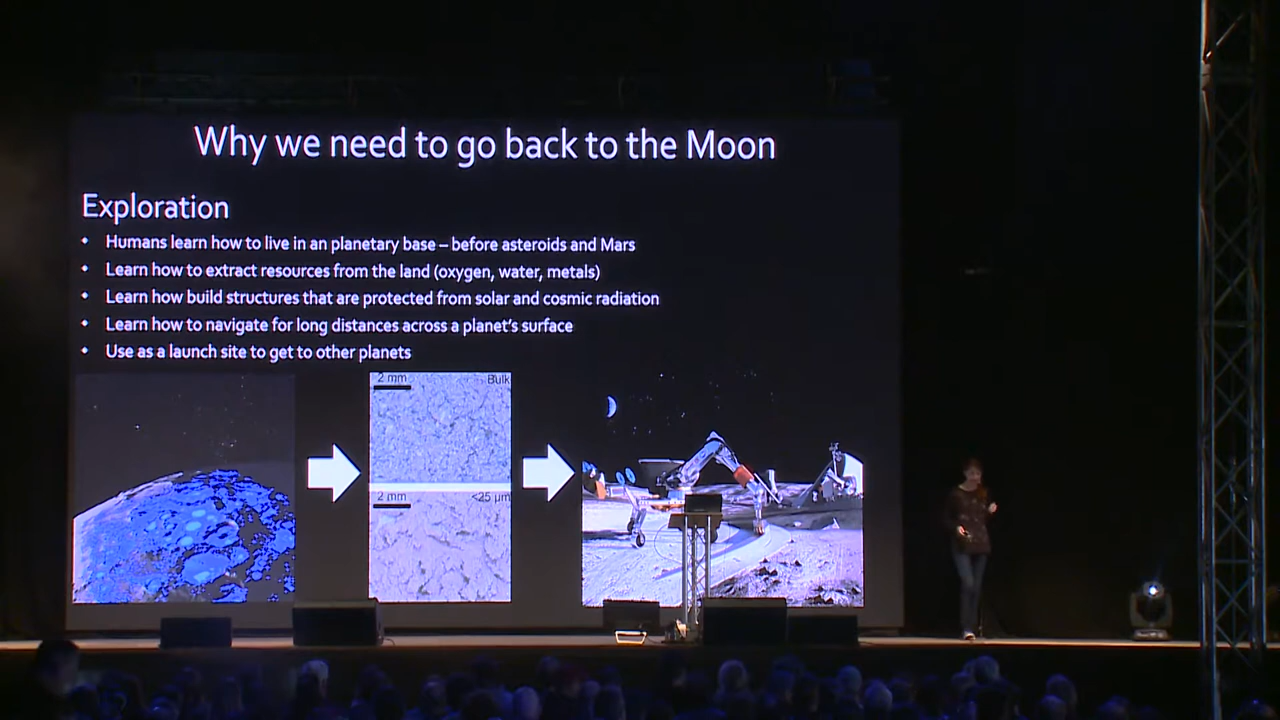 Why we need to go back to the Moon
Exploration
• Humans learn how to live in an planetary base – before asteroids and Mars
• Learn how to extract resources from the land (oxygen, water, metals)
• Learn how build structures that are protected from solar and cosmic radiation
• Learn how to navigate for long distances across a planet's surface
• Use as a launch site to get to other planets
2 mm Bulk
2 mm <25 µm